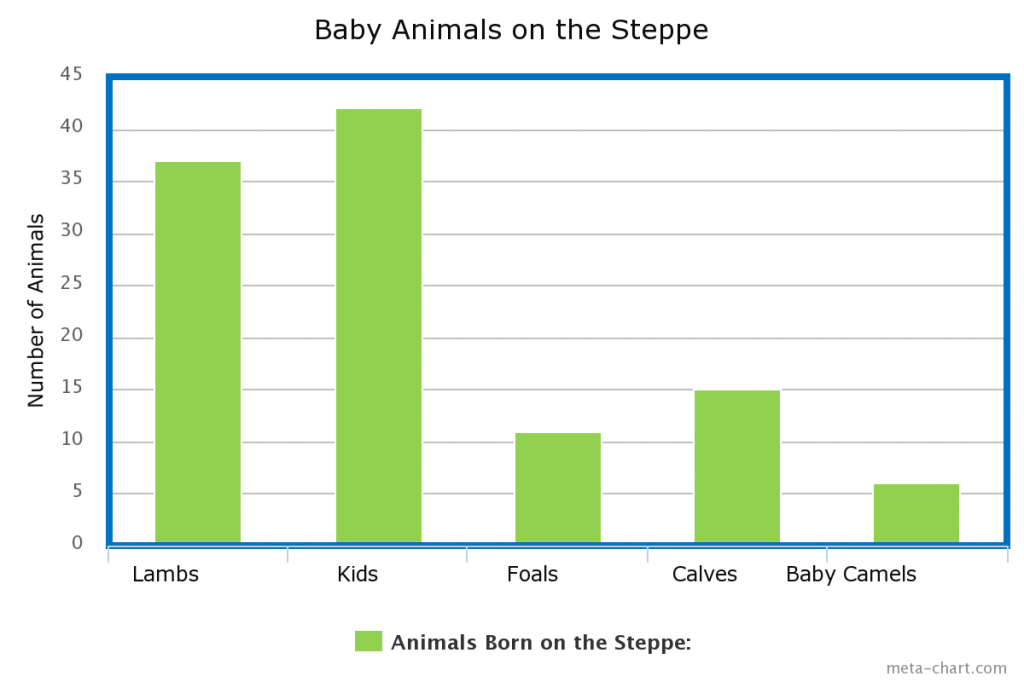 Baby Animals on the Steppe
45
40
35
30
25
20
15
10
5
0
Number of Animals
Lambs Kids Foals Calves Baby Camels
Animals Born on the Steppe:
meta-chart.com